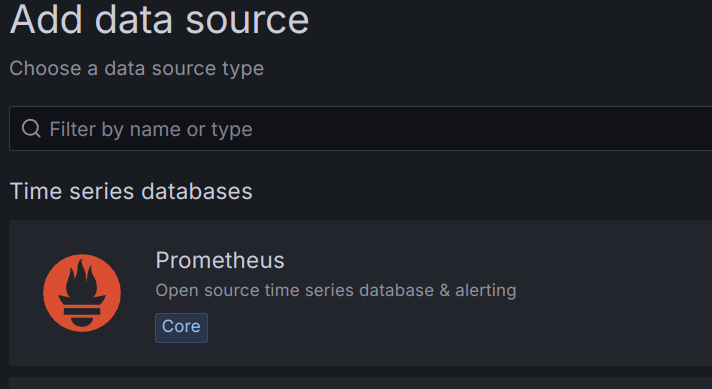 Add data source
Choose a data source type
Filter by name or type
Time series databases
Prometheus
Open source time series database & alerting
Core